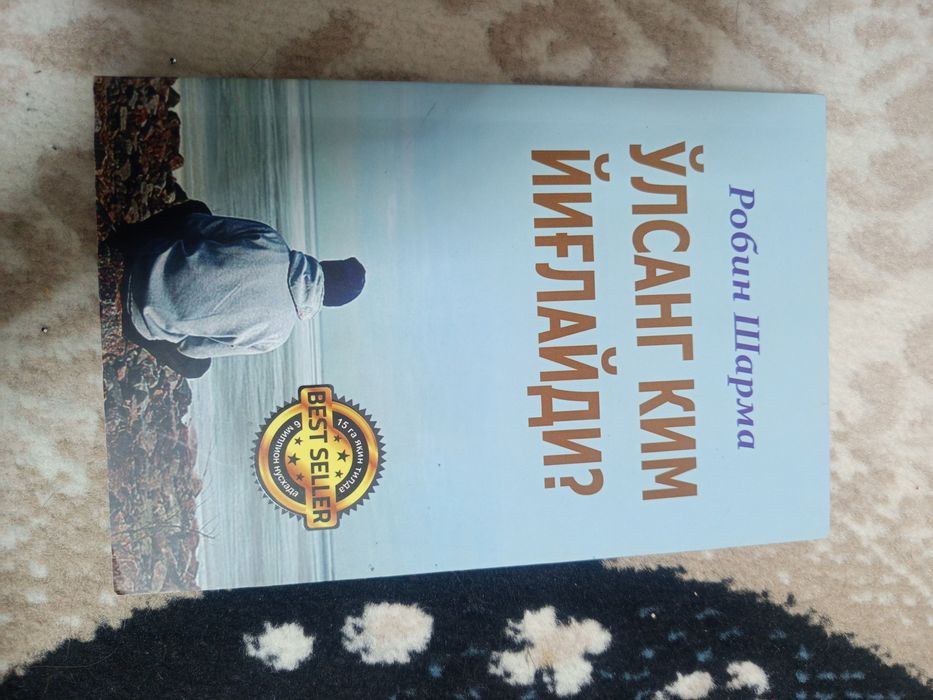 Робин Шарма
ЎЛСАНГ КИМ
ЙИҒЛАЙДИ?
15 га яқин тилда
BEST SELLER
6 миллион нусхада